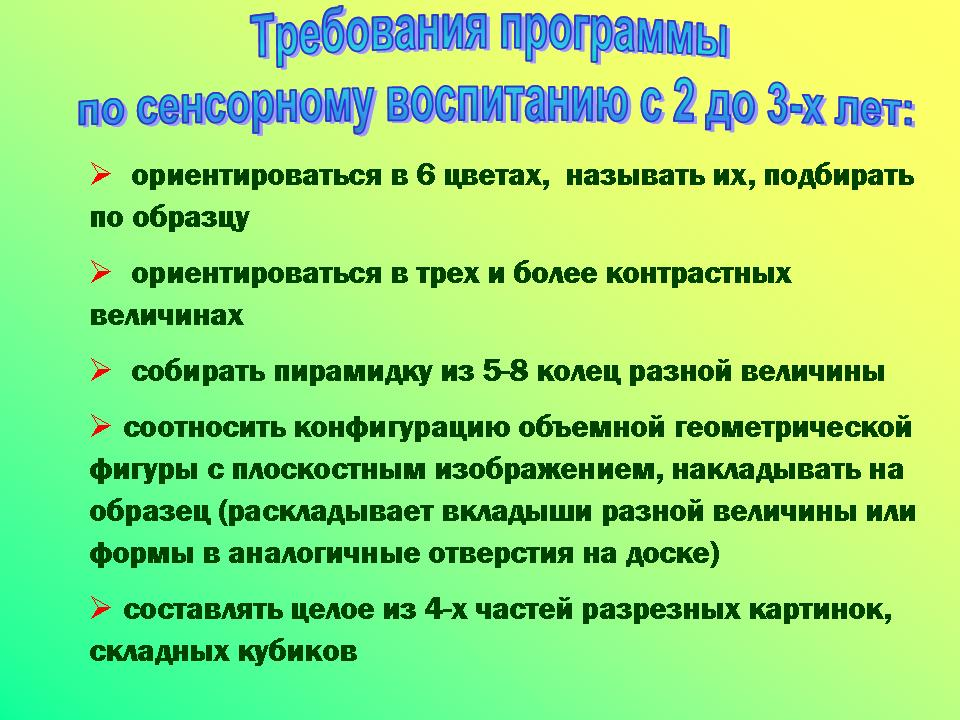 Требования программы
по сенсорному воспитанию с 2 до 3-х лет:
ориентироваться в 6 цветах, называть их, подбирать
по образцу
ориентироваться в трех и более контрастных
величинах
собирать пирамидку из 5-8 колец разной величины
соотносить конфигурацию объемной геометрической
фигуры с плоскостным изображением, накладывать на
образец (раскладывает вкладыши разной величины или
формы в аналогичные отверстия на доске)
составлять целое из 4-х частей разрезных картинок,
складных кубиков